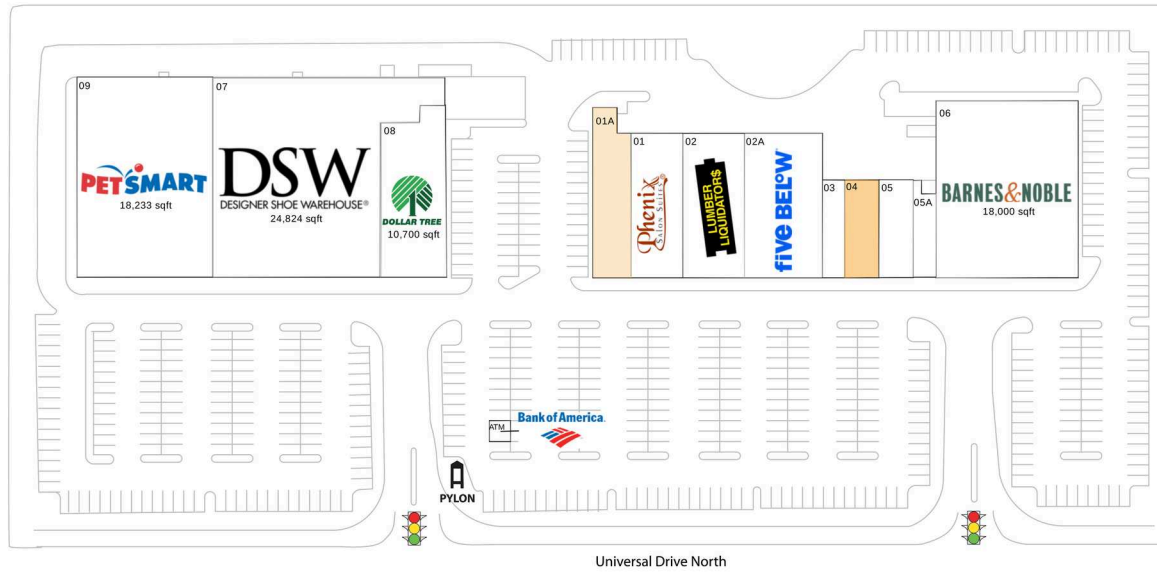 09
07
08
PETSMART
18,233 sqft
DSW
DESIGNER SHOE WAREHOUSE®
24,824 sqft
DOLLAR TREE
10,700 sqft
01A
01
02
02A
03
04
05
05A
06
Phenix
SALON SUITES®
LUMBER
LIQUIDATOR$
five BELOW
BARNES&NOBLE
18,000 sqft
Bank of America.
ATM
PYLON
Universal Drive North